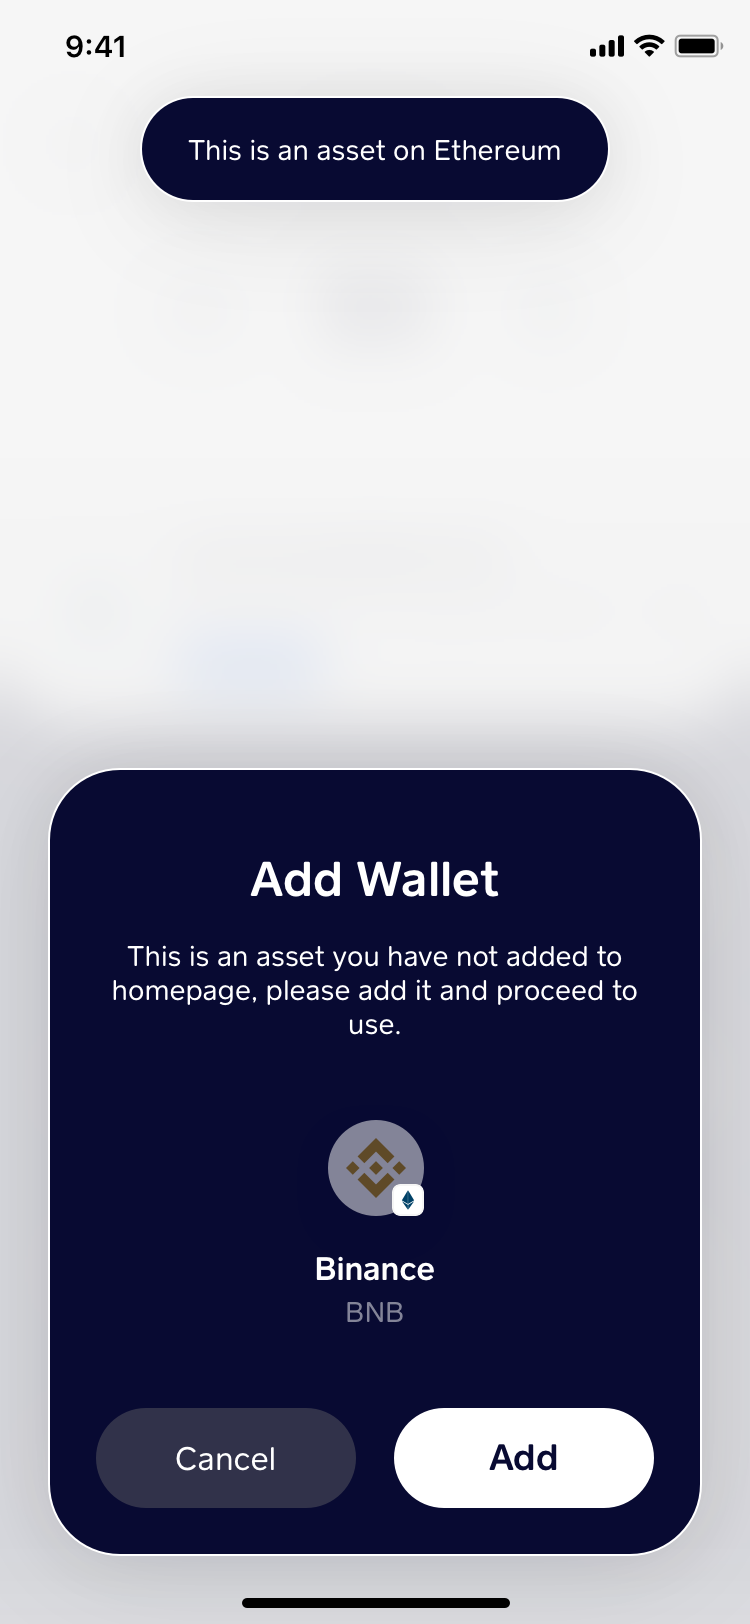 9:41
This is an asset on Ethereum
Add Wallet
This is an asset you have not added to
homepage, please add it and proceed to
use.
Binance
BNB
Cancel
Add